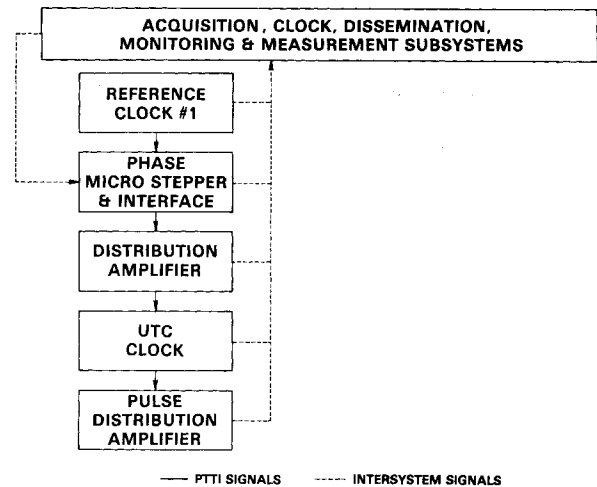 ACQUISITION, CLOCK, DISSEMINATION,
MONITORING & MEASUREMENT SUBSYSTEMS
REFERENCE
CLOCK #1
PHASE
MICRO STEPPER
& INTERFACE
DISTRIBUTION
AMPLIFIER
UTC
CLOCK
PULSE
DISTRIBUTION
AMPLIFIER
PTTI SIGNALS
INTERSYSTEM SIGNALS